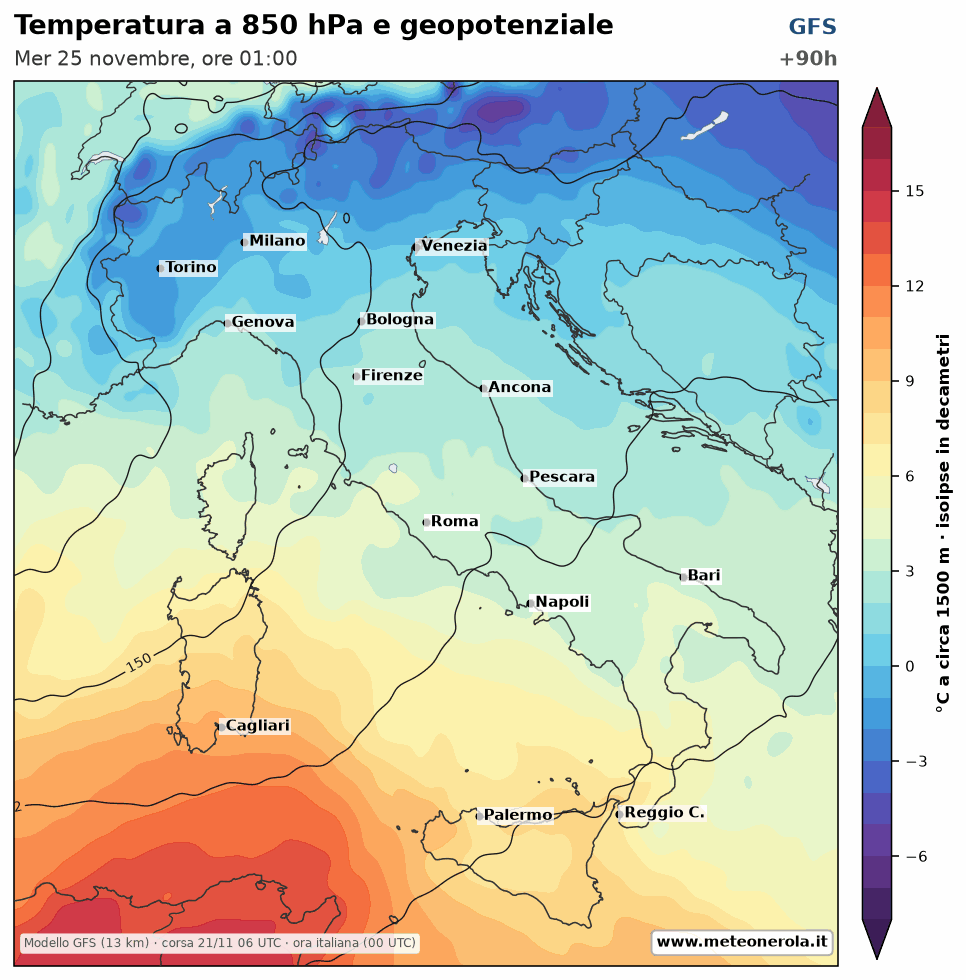 Temperatura a 850 hPa e geopotenziale
GFS
Mer 25 novembre, ore 01:00
+90h
Milano
Venezia
Torino
Genova
Bologna
Firenze
Ancona
Pescara
Roma
Bari
Napoli
150
Cagliari
2
Palermo
Reggio C.
Modello GFS (13 km) · corsa 21/11 06 UTC · ora italiana (00 UTC)
www.meteonerola.it
15
12
9
6
3
0
−3
−6
°C a circa 1500 m · isoipse in decametri